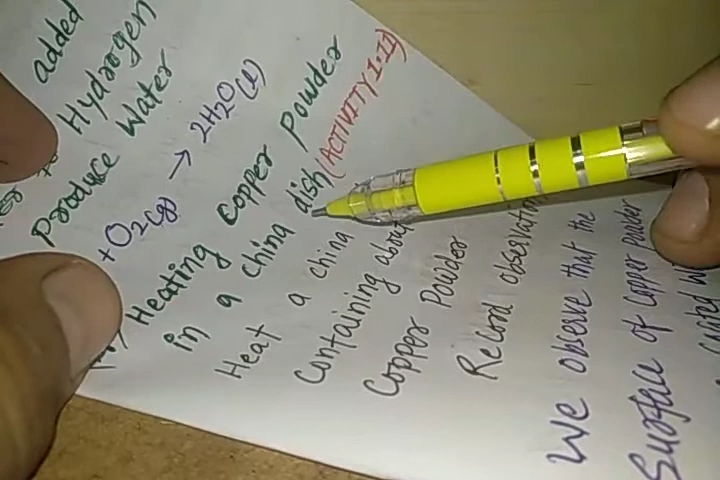 added
Hydrogen
Produce Water
+ O2(g) → 2H2O(l)
Heating Copper Powder
in a china dish (ACTIVITY 1.11)
Heat a china
Containing about
Copper Powder
Record observation
We observe that the
Surface of copper powder